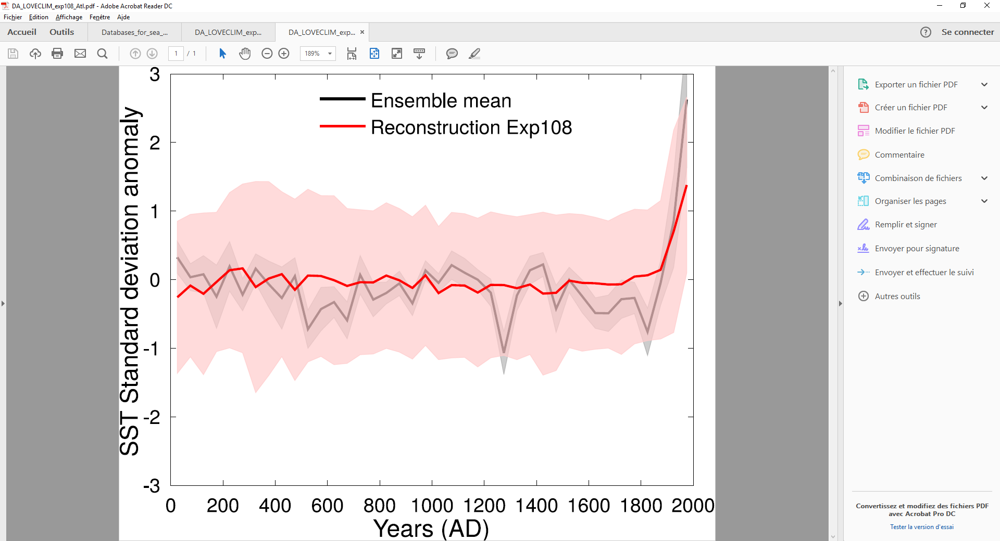 DA_LOVECLIM_exp108_Atl.pdf - Adobe Acrobat Reader DC
Fichier Edition Affichage Fenêtre Aide
Accueil Outils Databases_for_sea_... DA_LOVECLIM_exp... DA_LOVECLIM_exp... × ? Se connecter
1 / 1 189%
Exporter un fichier PDF
Créer un fichier PDF
Modifier le fichier PDF
Commentaire
Combinaison de fichiers
Organiser les pages
Remplir et signer
Envoyer pour signature
Envoyer et effectuer le suivi
Autres outils
Convertissez et modifiez des fichiers PDF
avec Acrobat Pro DC
Tester la version d'essai
Ensemble mean
Reconstruction Exp108
SST Standard deviation anomaly
3
2
1
0
-1
-2
-3
0 200 400 600 800 1000 1200 1400 1600 1800 2000
Years (AD)